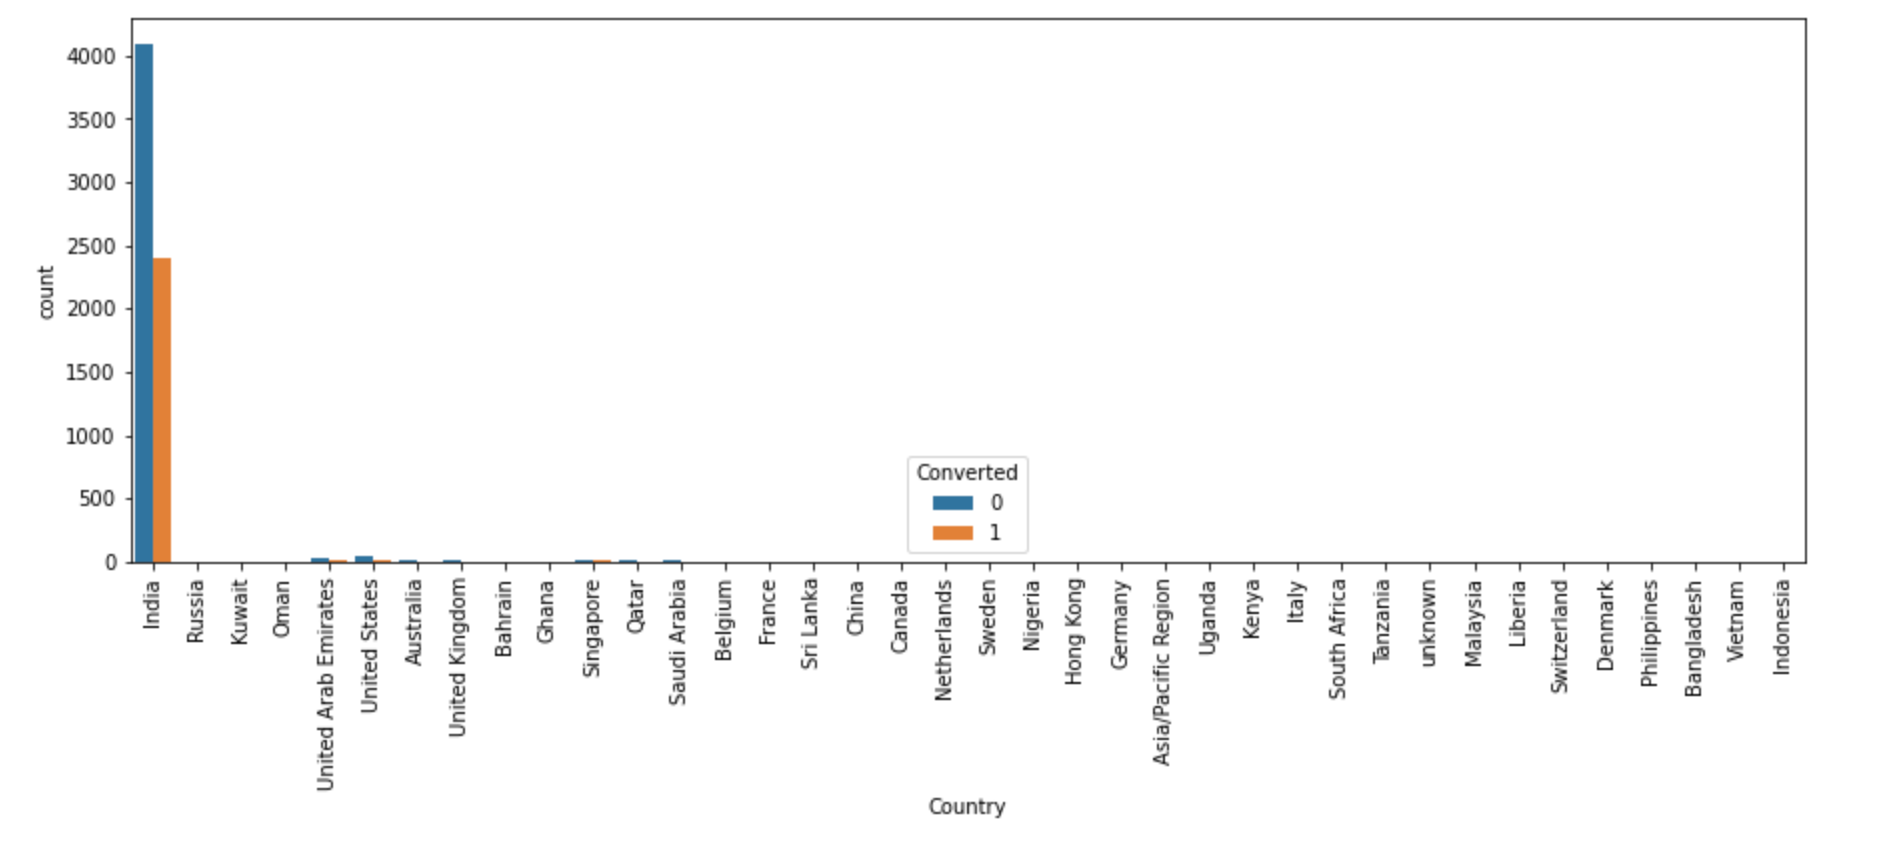 4000
3500
3000
2500
2000
1500
1000
500
0
count
Converted
0
1
India
Russia
Kuwait
Oman
United Arab Emirates
United States
Australia
United Kingdom
Bahrain
Ghana
Singapore
Qatar
Saudi Arabia
Belgium
France
Sri Lanka
China
Canada
Netherlands
Sweden
Nigeria
Hong Kong
Germany
Asia/Pacific Region
Uganda
Kenya
Italy
South Africa
Tanzania
unknown
Malaysia
Liberia
Switzerland
Denmark
Philippines
Bangladesh
Vietnam
Indonesia
Country